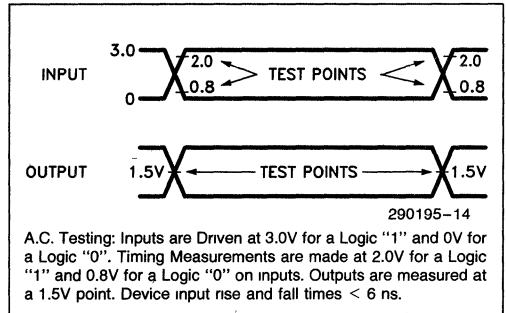 3.0
2.0
2.0
INPUT
TEST POINTS
0.8
0.8
0
OUTPUT
1.5V
TEST POINTS
1.5V
290195-14
A.C. Testing: Inputs are Driven at 3.0V for a Logic "1" and 0V for
a Logic "0". Timing Measurements are made at 2.0V for a Logic
"1" and 0.8V for a Logic "0" on inputs. Outputs are measured at
a 1.5V point. Device input rise and fall times < 6 ns.